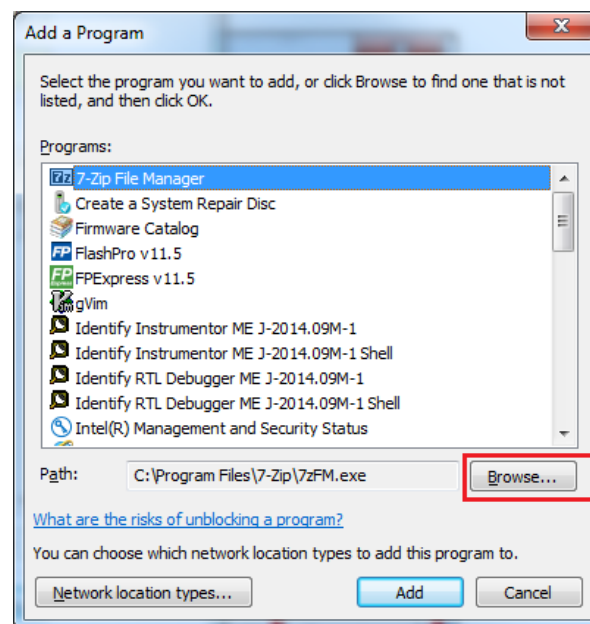 Add a Program
Select the program you want to add, or click Browse to find one that is not
listed, and then click OK.
Programs:
7-Zip File Manager
Create a System Repair Disc
Firmware Catalog
FlashPro v11.5
FPExpress v11.5
gVim
Identify Instrumentor ME J-2014.09M-1
Identify Instrumentor ME J-2014.09M-1 Shell
Identify RTL Debugger ME J-2014.09M-1
Identify RTL Debugger ME J-2014.09M-1 Shell
Intel(R) Management and Security Status
Path: C:\Program Files\7-Zip\7zFM.exe Browse...
What are the risks of unblocking a program?
You can choose which network location types to add this program to.
Network location types... Add Cancel